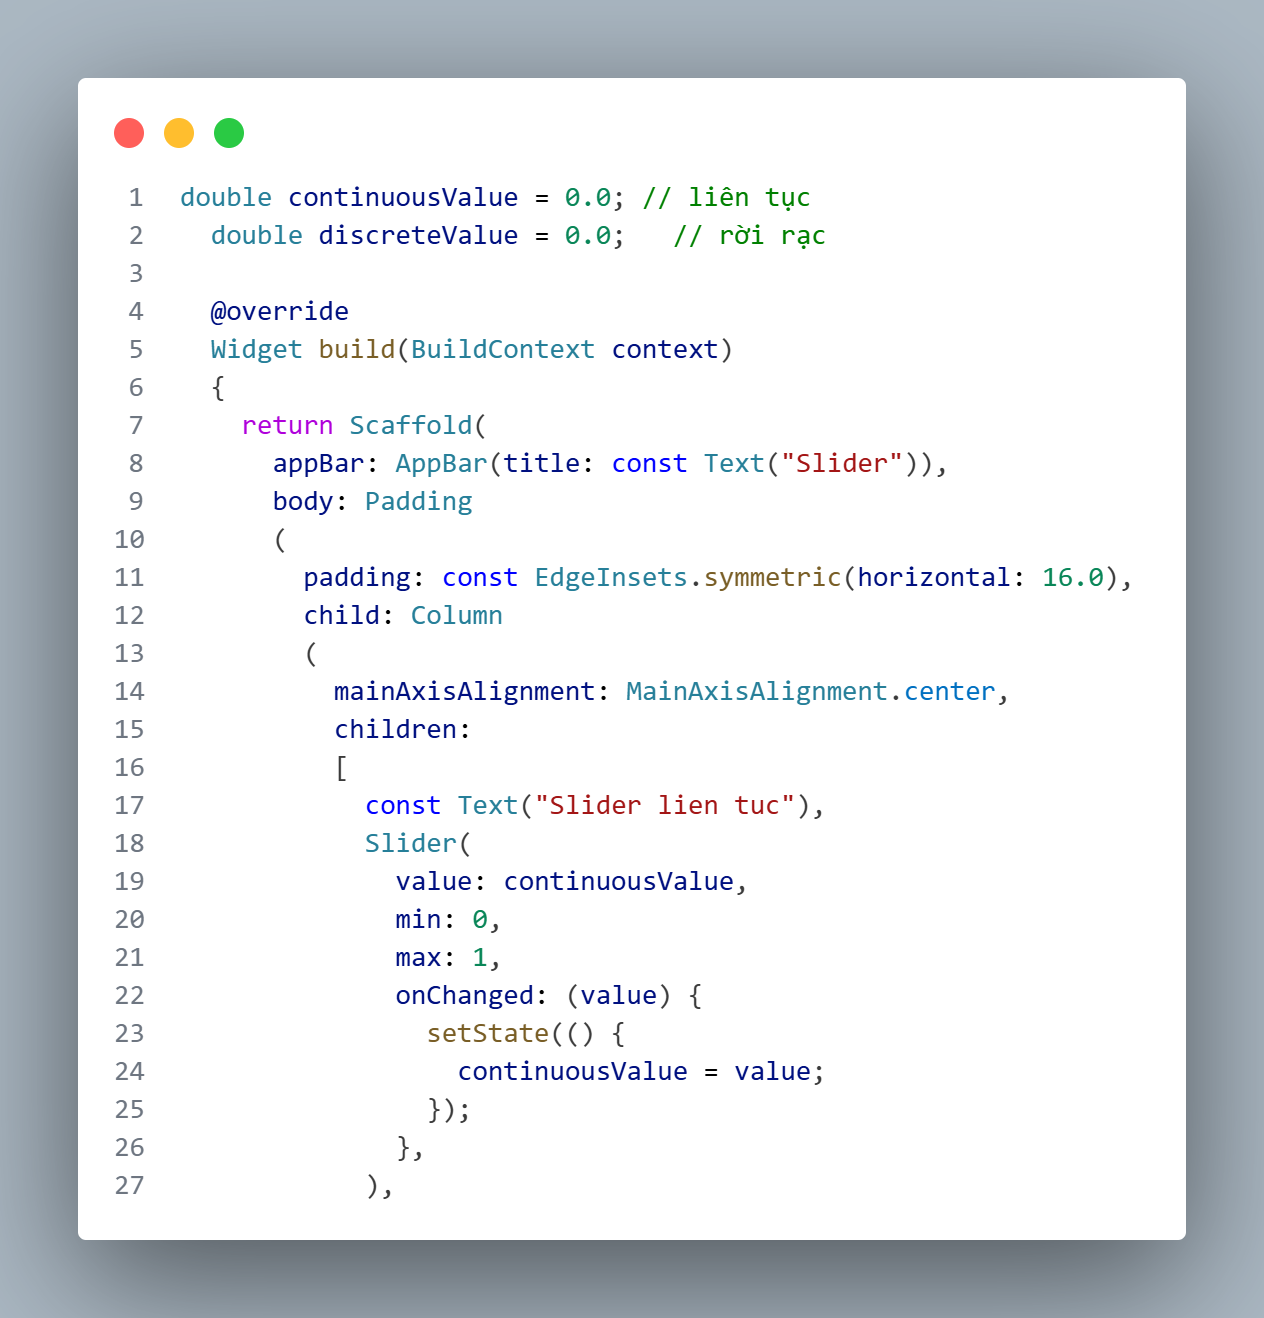 1 double continuousValue = 0.0; // liên tục
2   double discreteValue = 0.0;   // rời rạc
3
4   @override
5   Widget build(BuildContext context)
6   {
7     return Scaffold(
8       appBar: AppBar(title: const Text("Slider")),
9       body: Padding
10       (
11         padding: const EdgeInsets.symmetric(horizontal: 16.0),
12         child: Column
13         (
14           mainAxisAlignment: MainAxisAlignment.center,
15           children:
16           [
17             const Text("Slider lien tuc"),
18             Slider(
19               value: continuousValue,
20               min: 0,
21               max: 1,
22               onChanged: (value) {
23                 setState(() {
24                   continuousValue = value;
25                 });
26               },
27             ),